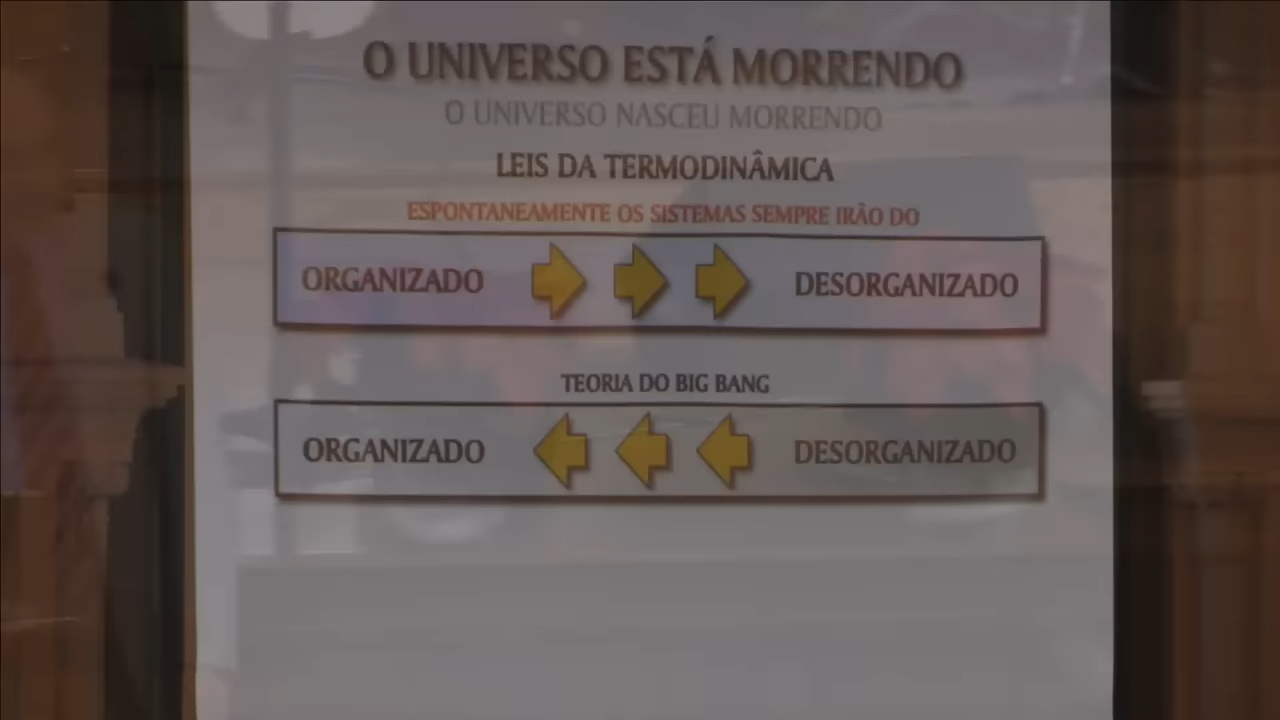 O UNIVERSO ESTÁ MORRENDO
O UNIVERSO NASCEU MORRENDO
LEIS DA TERMODINÂMICA
ESPONTANEAMENTE OS SISTEMAS SEMPRE IRÃO DO
ORGANIZADO DESORGANIZADO
TEORIA DO BIG BANG
ORGANIZADO DESORGANIZADO